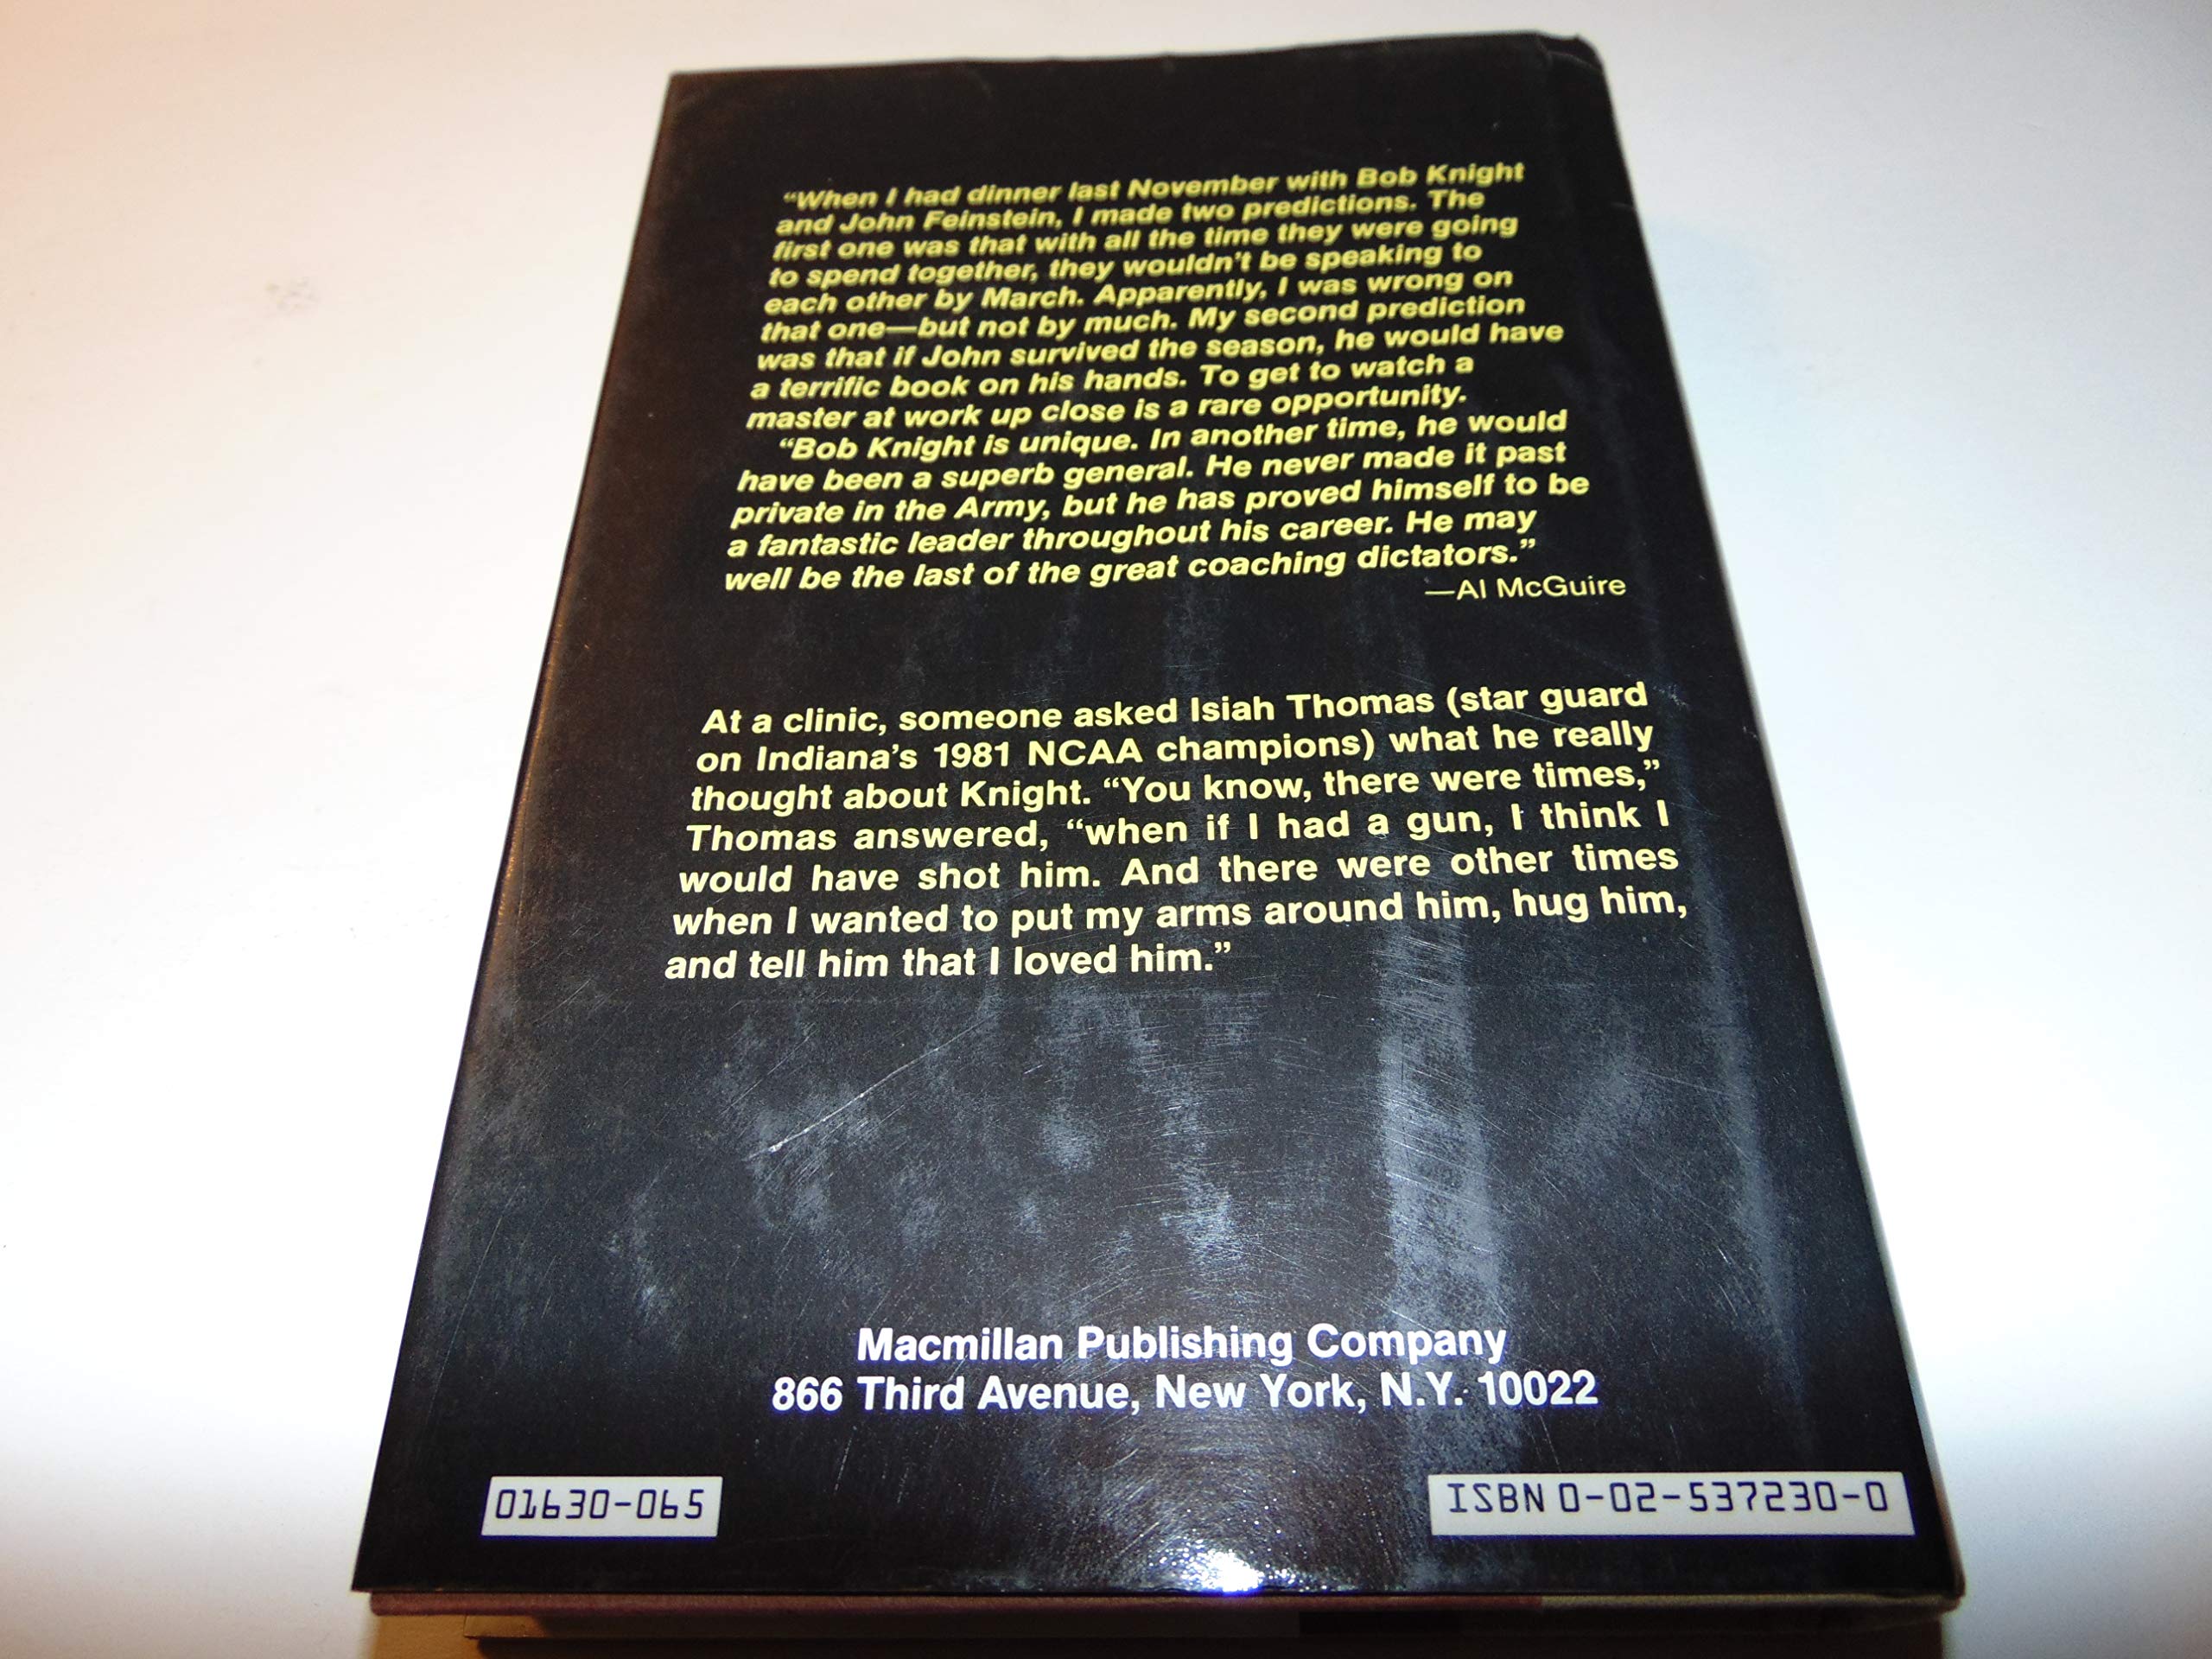 “When I had dinner last November with Bob Knight
and John Feinstein, I made two predictions. The
first one was that with all the time they were going
to spend together, they wouldn’t be speaking to
each other by March. Apparently, I was wrong on
that one—but not by much. My second prediction
was that if John survived the season, he would have
a terrific book on his hands. To get to watch a
master at work up close is a rare opportunity.
“Bob Knight is unique. In another time, he would
have been a superb general. He never made it past
private in the Army, but he has proved himself to be
a fantastic leader throughout his career. He may
well be the last of the great coaching dictators.”
—Al McGuire
At a clinic, someone asked Isiah Thomas (star guard
on Indiana’s 1981 NCAA champions) what he really
thought about Knight. “You know, there were times,”
Thomas answered, “when if I had a gun, I think I
would have shot him. And there were other times
when I wanted to put my arms around him, hug him,
and tell him that I loved him.”
Macmillan Publishing Company
866 Third Avenue, New York, N.Y. 10022
01630-065
ISBN 0-02-537230-0